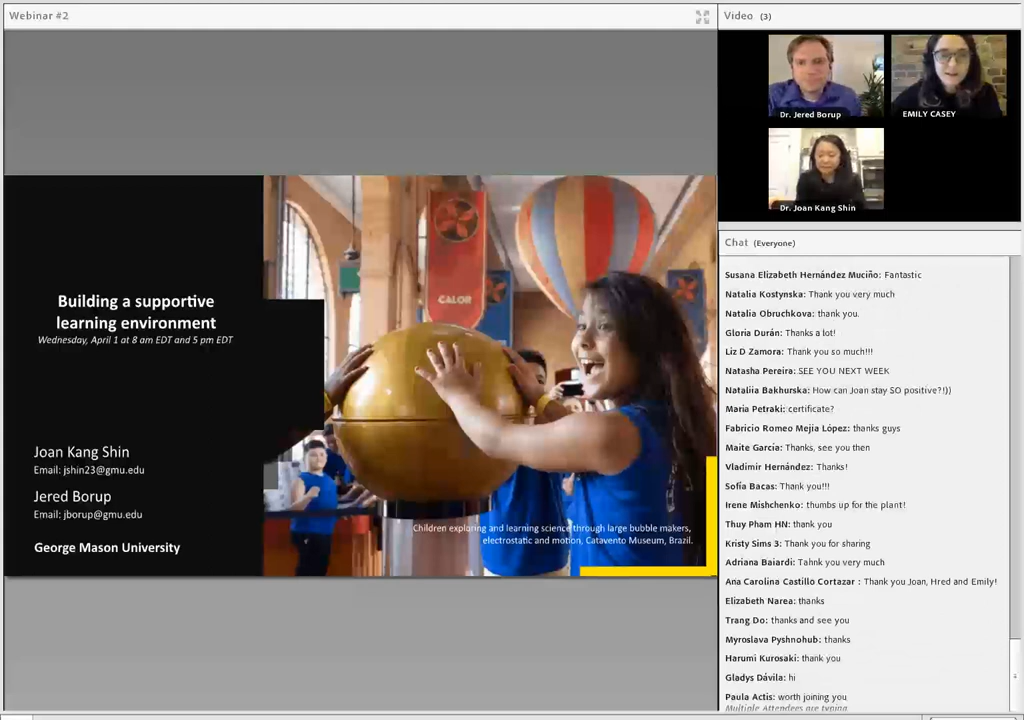 Webinar #2
Building a supportive
learning environment
Wednesday, April 1 at 8 am EDT and 5 pm EDT
Joan Kang Shin
Email: jshin23@gmu.edu
Jered Borup
Email: jborup@gmu.edu
George Mason University
CALOR
Children exploring and learning science through large bubble makers,
electrostatic and motion, Catavento Museum, Brazil.
Video (3)
Dr. Jered Borup
EMILY CASEY
Dr. Joan Kang Shin
Chat (Everyone)
Susana Elizabeth Hernández Muciño: Fantastic
Natalia Kostynska: Thank you very much
Natalia Obruchkova: thank you.
Gloria Durán: Thanks a lot!
Liz D Zamora: Thank you so much!!!
Natasha Pereira: SEE YOU NEXT WEEK
Nataliia Bakhurska: How can Joan stay SO positive?!))
Maria Petraki: certificate?
Fabricio Romeo Mejia López: thanks guys
Maite García: Thanks, see you then
Vladimir Hernández: Thanks!
Sofía Bacas: Thank you!!!
Irene Mishchenko: thumbs up for the plant!
Thuy Pham HN: thank you
Kristy Sims 3: Thank you for sharing
Adriana Baiardi: Tahnk you very much
Ana Carolina Castillo Cortazar : Thank you Joan, Hred and Emily!
Elizabeth Narea: thanks
Trang Do: thanks and see you
Myroslava Pyshnohub: thanks
Harumi Kurosaki: thank you
Gladys Dávila: hi
Paula Actis: worth joining you
Multiple Attendees are typing